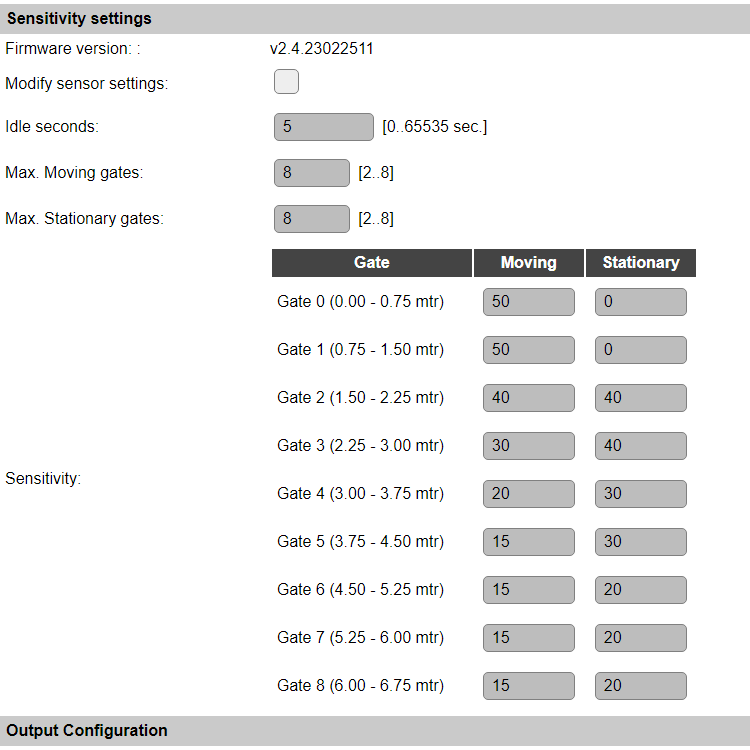 Sensitivity settings
Firmware version: : v2.4.23022511
Modify sensor settings:
Idle seconds: 5 [0..65535 sec.]
Max. Moving gates: 8 [2..8]
Max. Stationary gates: 8 [2..8]
Gate Moving Stationary
Gate 0 (0.00 - 0.75 mtr) 50 0
Gate 1 (0.75 - 1.50 mtr) 50 0
Gate 2 (1.50 - 2.25 mtr) 40 40
Gate 3 (2.25 - 3.00 mtr) 30 40
Sensitivity:
Gate 4 (3.00 - 3.75 mtr) 20 30
Gate 5 (3.75 - 4.50 mtr) 15 30
Gate 6 (4.50 - 5.25 mtr) 15 20
Gate 7 (5.25 - 6.00 mtr) 15 20
Gate 8 (6.00 - 6.75 mtr) 15 20
Output Configuration